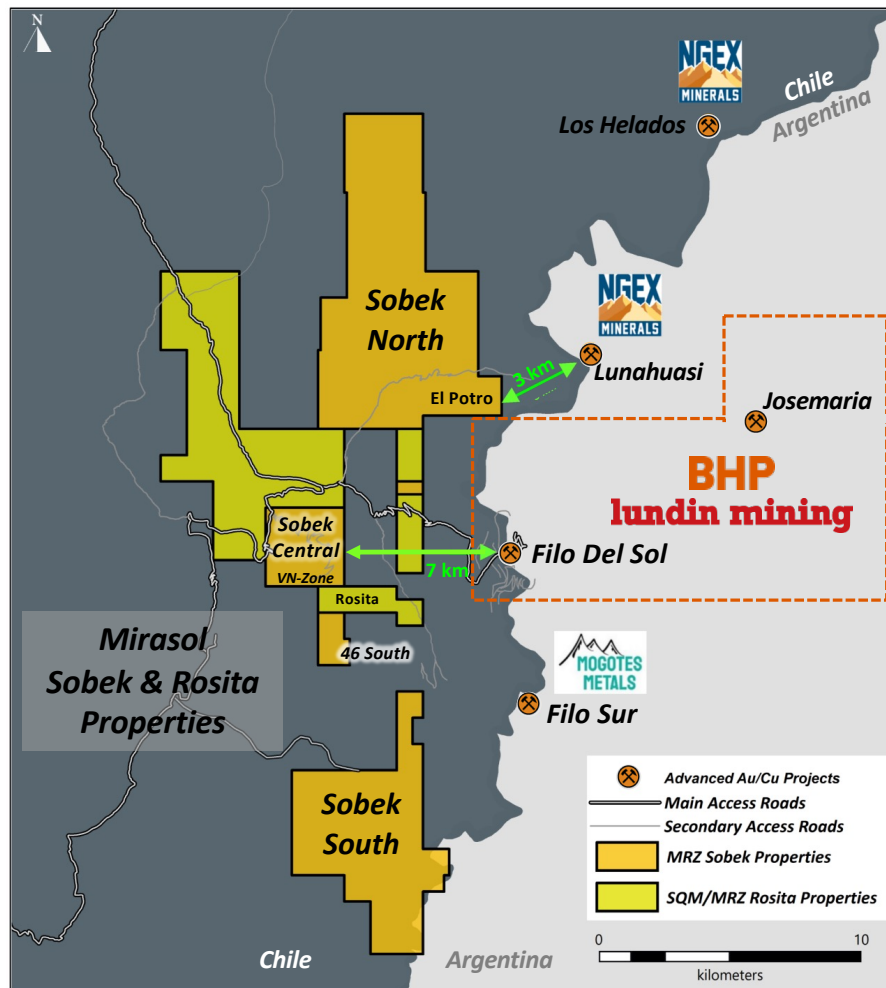 N
NGEX
MINERALS
Chile
Argentina
Los Helados
Sobek
North
NGEX
MINERALS
3 km
Lunahuasi
El Potro
Josemaria
BHP
lundin mining
Sobek
Central
VN-Zone
7 km
Filo Del Sol
Rosita
Mirasol
Sobek & Rosita
Properties
46 South
MOGOTES
METALS
Filo Sur
Sobek
South
Advanced Au/Cu Projects
Main Access Roads
Secondary Access Roads
MRZ Sobek Properties
SQM/MRZ Rosita Properties
0 10
kilometers
Chile
Argentina